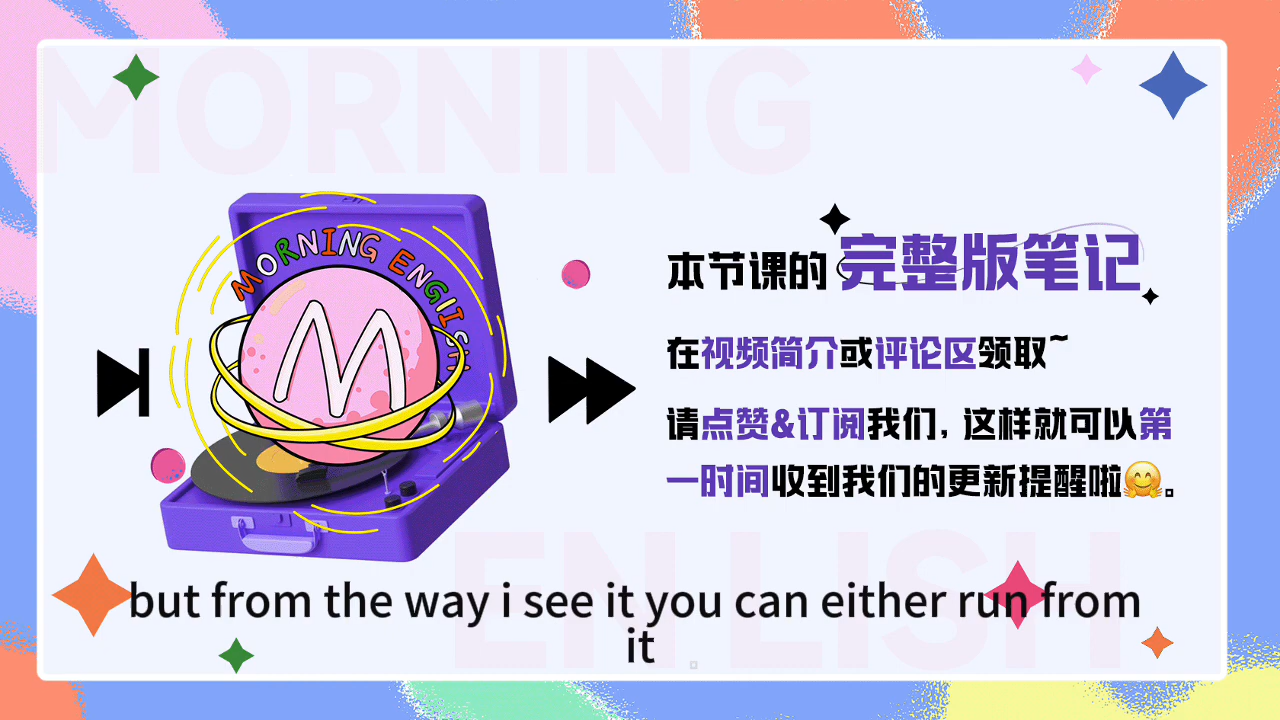 MORNING
MORNING ENGlISH
M
本节课的 完整版笔记
在视频简介或评论区领取~
请点赞&订阅我们, 这样就可以第
一时间收到我们的更新提醒啦🤗。
EN LISH
but from the way i see it you can either run from
it